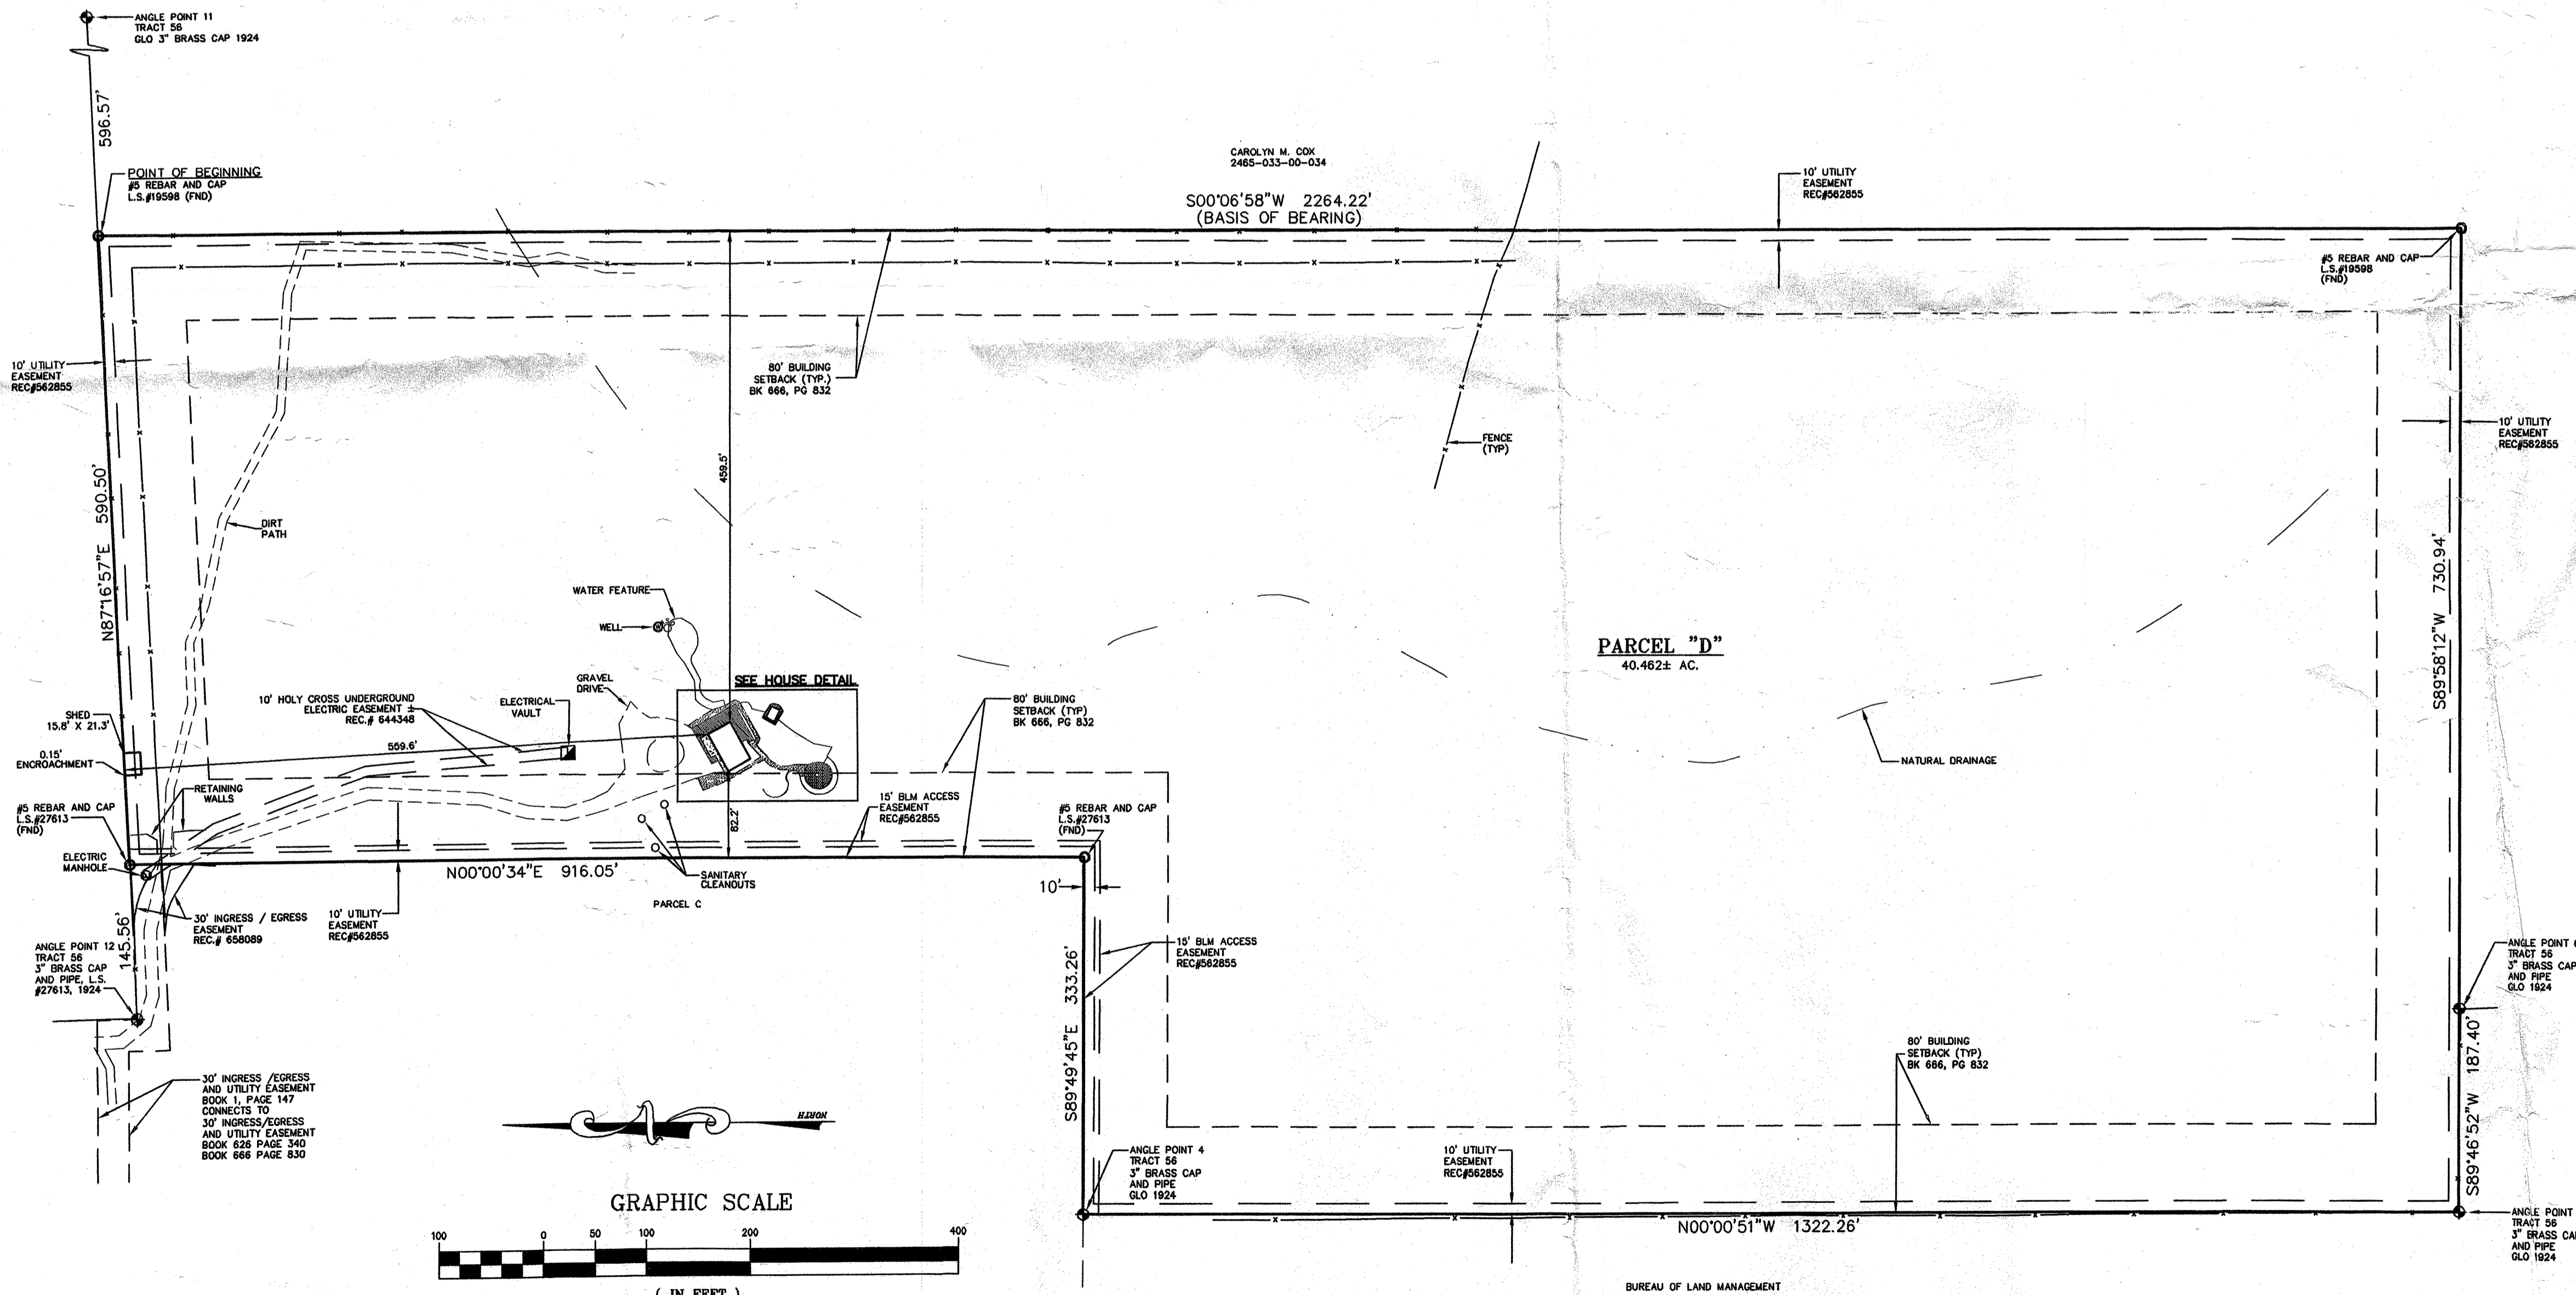 ANGLE POINT 11
TRACT 56
GLO 3" BRASS CAP 1924
596.57'
POINT OF BEGINNING
#5 REBAR AND CAP
L.S.#19598 (FND)
CAROLYN M. COX
2465-033-00-034
S00°06'58"W 2264.22'
(BASIS OF BEARING)
10' UTILITY
EASEMENT
REC#562855
#5 REBAR AND CAP
L.S.#19598
(FND)
10' UTILITY
EASEMENT
REC#562855
80' BUILDING
SETBACK (TYP.)
BK 666, PG 832
FENCE
(TYP)
10' UTILITY
EASEMENT
REC#562855
459.5'
N87°16'57"E 590.50'
DIRT
PATH
S89°58'12"W 730.94'
WATER FEATURE
WELL
PARCEL "D"
40.462± AC.
SEE HOUSE DETAIL
GRAVEL
DRIVE
10' HOLY CROSS UNDERGROUND
ELECTRIC EASEMENT ±
REC.# 644348
ELECTRICAL
VAULT
80' BUILDING
SETBACK (TYP)
BK 666, PG 832
SHED
15.8' X 21.3'
559.6'
0.15'
ENCROACHMENT
NATURAL DRAINAGE
RETAINING
WALLS
#5 REBAR AND CAP
L.S.#27613
(FND)
15' BLM ACCESS
EASEMENT
REC#562855
#5 REBAR AND CAP
L.S.#27613
(FND)
82.2'
ELECTRIC
MANHOLE
N00°00'34"E 916.05'
SANITARY
CLEANOUTS
10'
PARCEL C
30' INGRESS / EGRESS
EASEMENT
REC.# 658089
10' UTILITY
EASEMENT
REC#562855
145.56'
ANGLE POINT 12
TRACT 56
3" BRASS CAP
AND PIPE, L.S.
#27613, 1924
15' BLM ACCESS
EASEMENT
REC#562855
S89°49'45"E 333.26'
ANGLE POINT
TRACT 56
3" BRASS CAP
AND PIPE
GLO 1924
80' BUILDING
SETBACK (TYP)
BK 666, PG 832
S89°46'52"W 187.40'
30' INGRESS /EGRESS
AND UTILITY EASEMENT
BOOK 1, PAGE 147
CONNECTS TO
30' INGRESS/EGRESS
AND UTILITY EASEMENT
BOOK 626 PAGE 340
BOOK 666 PAGE 830
NORTH
ANGLE POINT 4
TRACT 56
3" BRASS CAP
AND PIPE
GLO 1924
10' UTILITY
EASEMENT
REC#562855
N00°00'51"W 1322.26'
ANGLE POINT
TRACT 56
3" BRASS CAP
AND PIPE
GLO 1924
GRAPHIC SCALE
100 0 50 100 200 400
( IN FEET )
BUREAU OF LAND MANAGEMENT